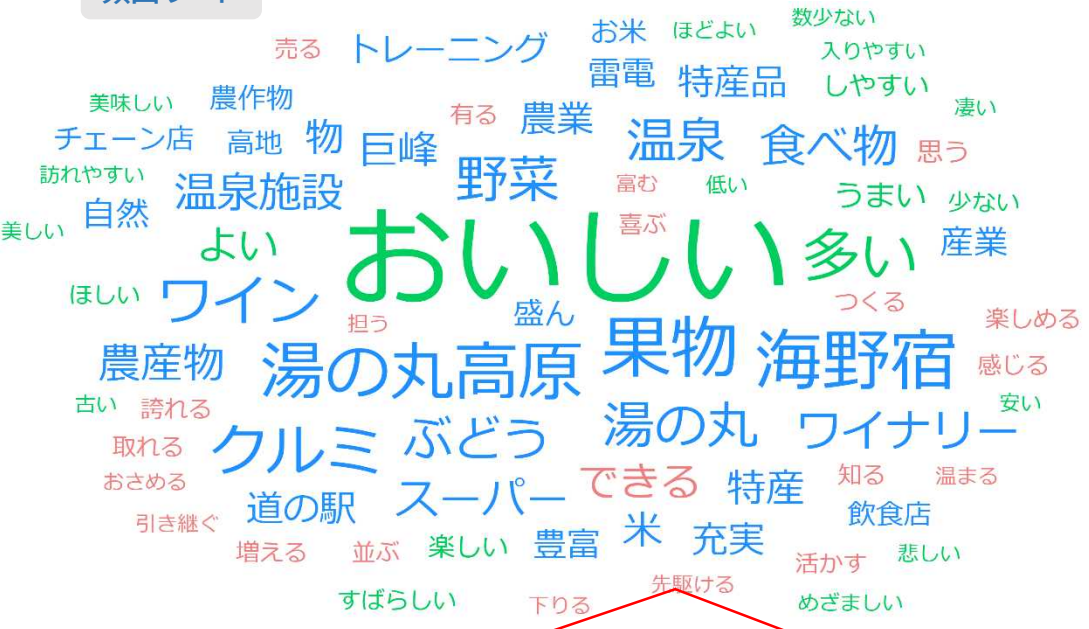 売る トレーニング お米 ほどよい 数少ない
入りやすい
雷電 特産品 しやすい
美味しい 農作物 有る 農業 凄い
チェーン店 高地 物 巨峰 温泉 食べ物 思う
訪れやすい 温泉施設 野菜 富む 低い うまい 少ない
美しい 自然 よい おいしい 喜ぶ 多い 産業
ほしい ワイン 担う 盛ん つくる 楽しめる
農産物 湯の丸高原 果物 海野宿 感じる
古い 誇れる 安い
取れる クルミ ぶどう 湯の丸 ワイナリー
おさめる 道の駅 スーパー できる 特産 知る 温まる
引き継ぐ 飲食店
増える 並ぶ 楽しい 豊富 米 充実 活かす 悲しい
すばらしい 下りる 先駆ける めざましい